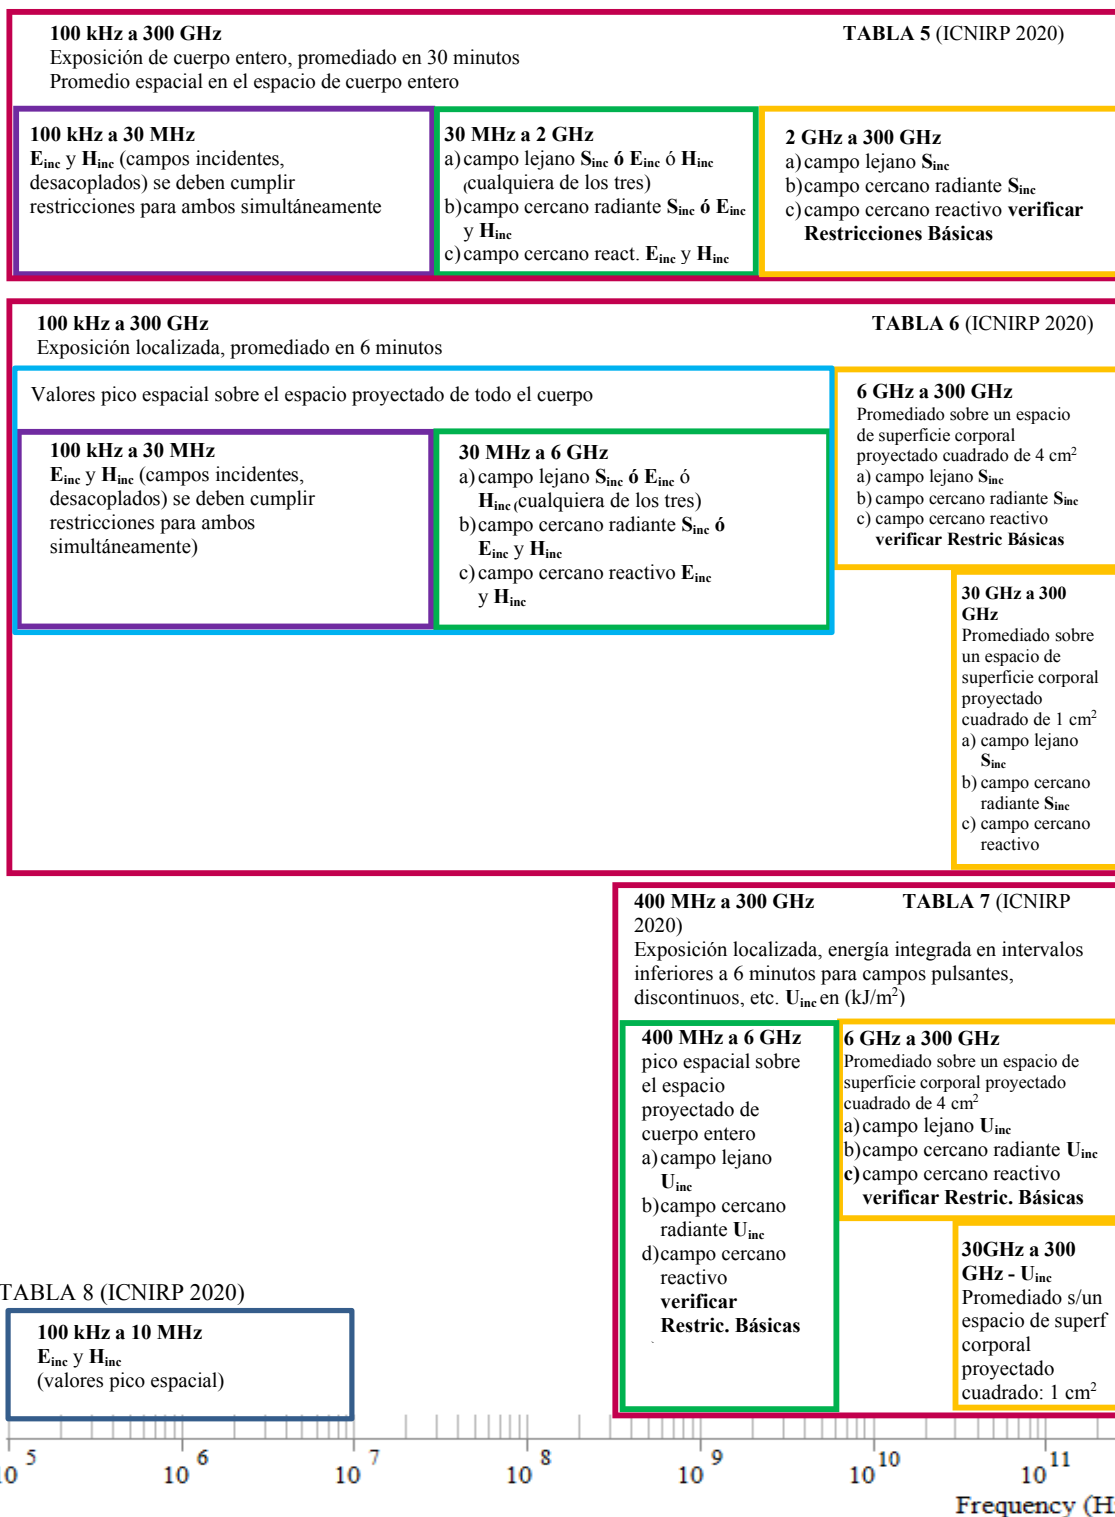 100 kHz a 300 GHz
TABLA 5 (ICNIRP 2020)
Exposición de cuerpo entero, promediado en 30 minutos
Promedio espacial en el espacio de cuerpo entero
100 kHz a 30 MHz
Einc y Hinc (campos incidentes,
desacoplados) se deben cumplir
restricciones para ambos simultáneamente
30 MHz a 2 GHz
a) campo lejano Sinc ó Einc ó Hinc
(cualquiera de los tres)
b) campo cercano radiante Sinc ó Einc
y Hinc
c) campo cercano react. Einc y Hinc
2 GHz a 300 GHz
a) campo lejano Sinc
b) campo cercano radiante Sinc
c) campo cercano reactivo verificar
Restricciones Básicas
100 kHz a 300 GHz
TABLA 6 (ICNIRP 2020)
Exposición localizada, promediado en 6 minutos
Valores pico espacial sobre el espacio proyectado de todo el cuerpo
100 kHz a 30 MHz
Einc y Hinc (campos incidentes,
desacoplados) se deben cumplir
restricciones para ambos
simultáneamente)
30 MHz a 6 GHz
a) campo lejano Sinc ó Einc ó
Hinc (cualquiera de los tres)
b) campo cercano radiante Sinc ó
Einc y Hinc
c) campo cercano reactivo Einc
y Hinc
6 GHz a 300 GHz
Promediado sobre un espacio
de superficie corporal
proyectado cuadrado de 4 cm²
a) campo lejano Sinc
b) campo cercano radiante Sinc
c) campo cercano reactivo
verificar Restric Básicas
30 GHz a 300
GHz
Promediado sobre
un espacio de
superficie corporal
proyectado
cuadrado de 1 cm²
a) campo lejano
Sinc
b) campo cercano
radiante Sinc
c) campo cercano
reactivo
400 MHz a 300 GHz TABLA 7 (ICNIRP
2020)
Exposición localizada, energía integrada en intervalos
inferiores a 6 minutos para campos pulsantes,
discontinuos, etc. Uinc en (kJ/m²)
400 MHz a 6 GHz
pico espacial sobre
el espacio
proyectado de
cuerpo entero
a) campo lejano
Uinc
b) campo cercano
radiante Uinc
d) campo cercano
reactivo
verificar
Restric. Básicas
6 GHz a 300 GHz
Promediado sobre un espacio de
superficie corporal proyectado
cuadrado de 4 cm²
a) campo lejano Uinc
b) campo cercano radiante Uinc
c) campo cercano reactivo
verificar Restric. Básicas
30GHz a 300
GHz - Uinc
Promediado s/un
espacio de superf
corporal
proyectado
cuadrado: 1 cm²
TABLA 8 (ICNIRP 2020)
100 kHz a 10 MHz
Einc y Hinc
(valores pico espacial)
10^5 10^6 10^7 10^8 10^9 10^10 10^11
Frequency (H